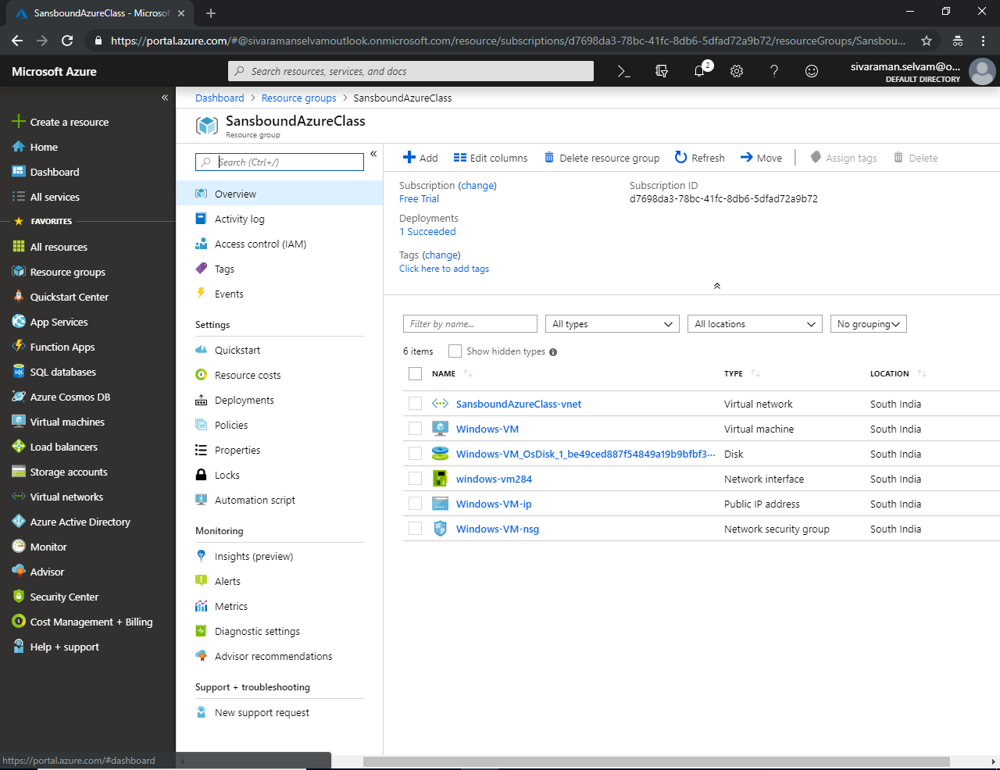 SansboundAzureClass - Microsof
https://portal.azure.com/#@sivaramanselvamoutlook.onmicrosoft.com/resource/subscriptions/d7698da3-78bc-41fc-8db6-5dfad72a9b72/resourceGroups/Sansbou...
Microsoft Azure
Search resources, services, and docs
2
sivaraman.selvam@o...
DEFAULT DIRECTORY
Create a resource
Home
Dashboard
All services
FAVORITES
All resources
Resource groups
Quickstart Center
App Services
Function Apps
SQL databases
Azure Cosmos DB
Virtual machines
Load balancers
Storage accounts
Virtual networks
Azure Active Directory
Monitor
Advisor
Security Center
Cost Management + Billing
Help + support
https://portal.azure.com/#dashboard
Dashboard > Resource groups > SansboundAzureClass
SansboundAzureClass
Resource group
Search (Ctrl+/)
Overview
Activity log
Access control (IAM)
Tags
Events
Settings
Quickstart
Resource costs
Deployments
Policies
Properties
Locks
Automation script
Monitoring
Insights (preview)
Alerts
Metrics
Diagnostic settings
Advisor recommendations
Support + troubleshooting
New support request
Add Edit columns Delete resource group Refresh Move Assign tags Delete
Subscription (change)
Free Trial
Subscription ID
d7698da3-78bc-41fc-8db6-5dfad72a9b72
Deployments
1 Succeeded
Tags (change)
Click here to add tags
Filter by name... All types All locations No grouping
6 items Show hidden types
NAME TYPE LOCATION
SansboundAzureClass-vnet Virtual network South India
Windows-VM Virtual machine South India
Windows-VM_OsDisk_1_be49ced887f54849a19b9bfbf3... Disk South India
windows-vm284 Network interface South India
Windows-VM-ip Public IP address South India
Windows-VM-nsg Network security group South India